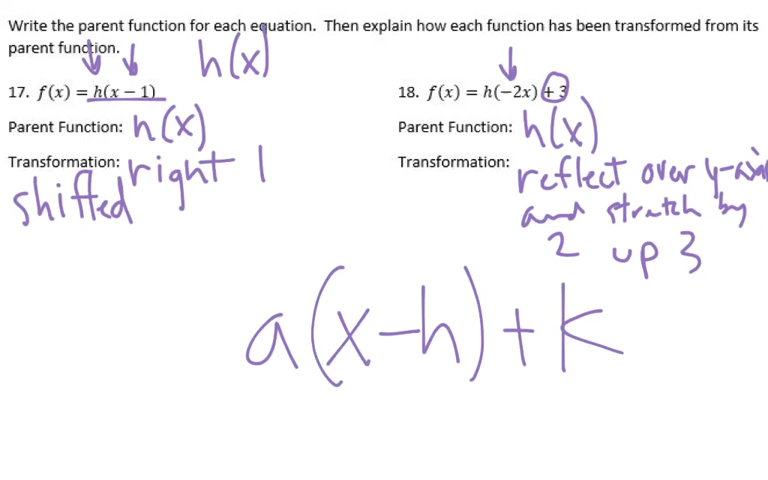 Write the parent function for each equation. Then explain how each function has been transformed from its
parent function.
h(x)
17. f(x) = h(x − 1)
Parent Function: h(x)
Transformation: right 1
shifted
18. f(x) = h(−2x) + 3
Parent Function: h(x)
Transformation: reflect over y-axis
and stretch by
2 up 3
a(x-h)+k